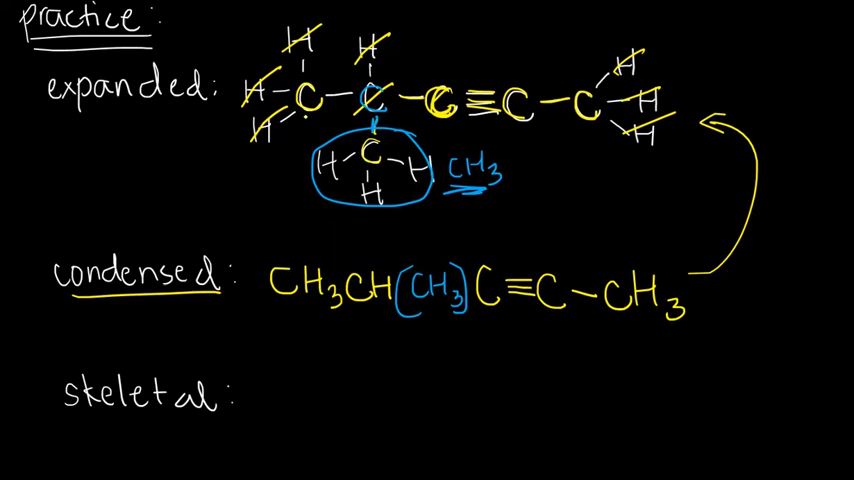 practice:
H H H
expanded: H - C - C - C ≡ C - C - H
H H
H C H CH3
H
condensed: CH3CH(CH3)C≡C-CH3
skeletal: